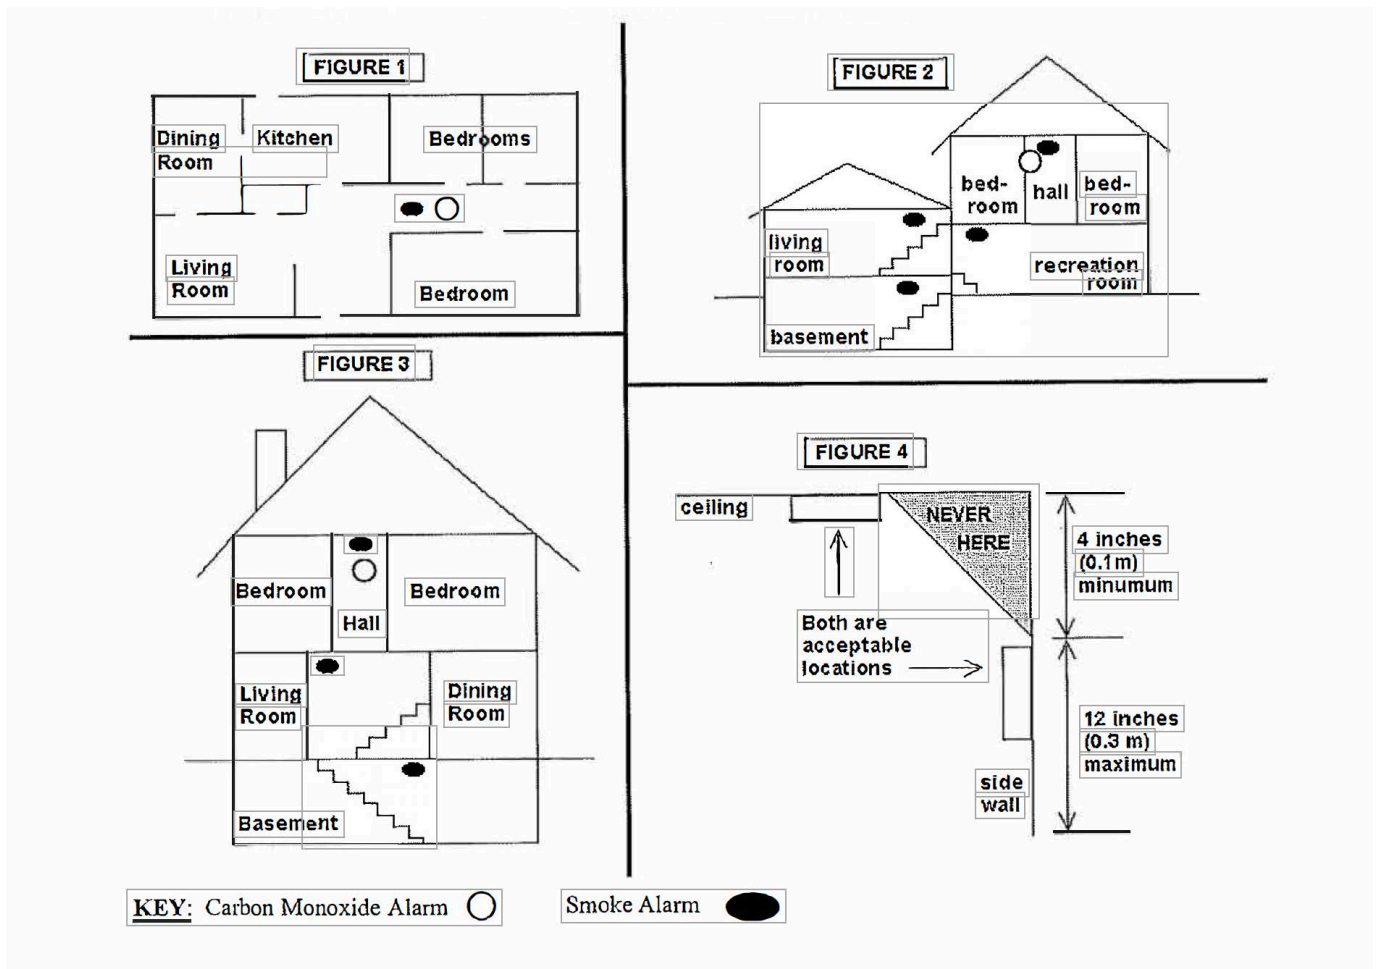 FIGURE 1
Dining
Room
Kitchen
Bedrooms
Living
Room
Bedroom
FIGURE 2
bed-
room
hall
bed-
room
living
room
recreation
room
basement
FIGURE 3
Bedroom
Hall
Bedroom
Living
Room
Dining
Room
Basement
FIGURE 4
ceiling
NEVER
HERE
4 inches
(0.1m)
minumum
Both are
acceptable
locations
12 inches
(0.3 m)
maximum
side
wall
KEY: Carbon Monoxide Alarm
Smoke Alarm